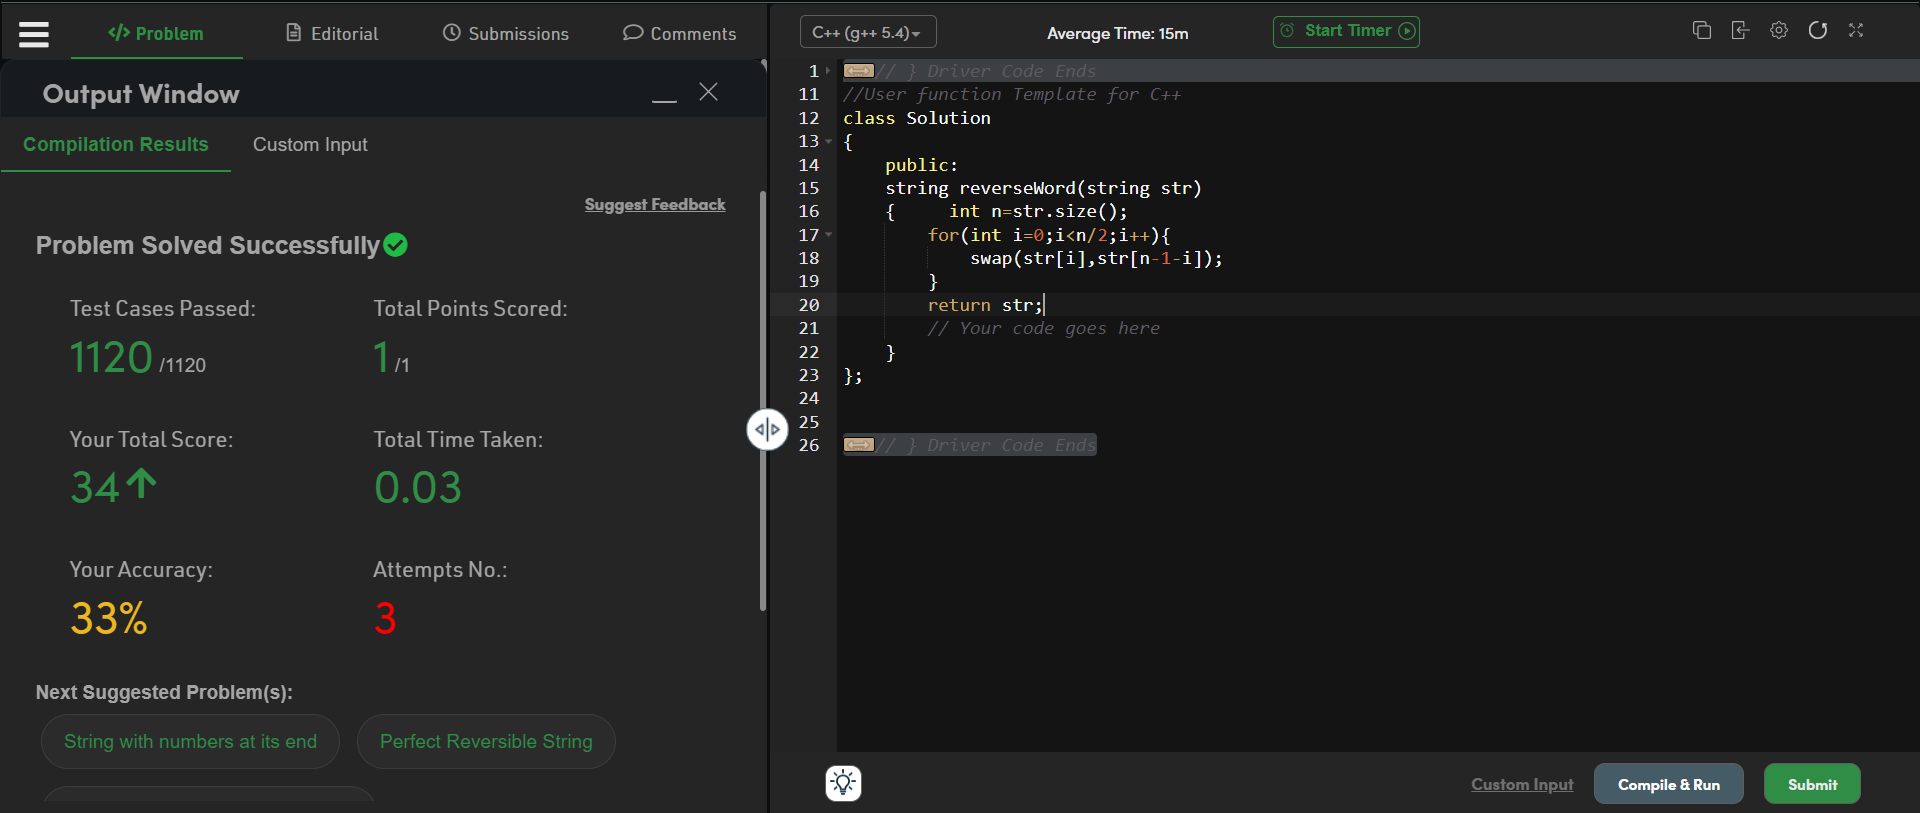 </> Problem
Editorial
Submissions
Comments
Output Window
Compilation Results
Custom Input
Suggest Feedback
Problem Solved Successfully
Test Cases Passed:
1120 /1120
Total Points Scored:
1 /1
Your Total Score:
34
Total Time Taken:
0.03
Your Accuracy:
33%
Attempts No.:
3
Next Suggested Problem(s):
String with numbers at its end
Perfect Reversible String
C++ (g++ 5.4)
Average Time: 15m
Start Timer
1 // } Driver Code Ends
11 //User function Template for C++
12 class Solution
13 {
14     public:
15     string reverseWord(string str)
16     {     int n=str.size();
17         for(int i=0;i<n/2;i++){
18             swap(str[i],str[n-1-i]);
19         }
20         return str;
21         // Your code goes here
22     }
23 };
24
25
26 // } Driver Code Ends
Custom Input
Compile & Run
Submit